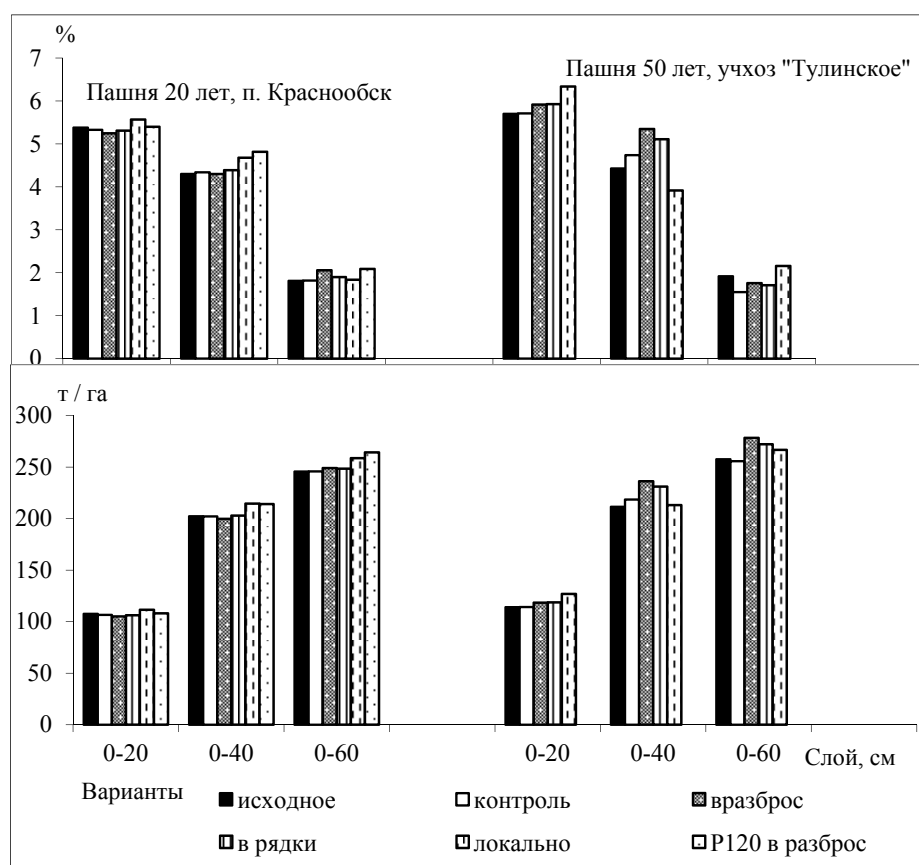 %
7
6
5
4
3
2
1
0
Пашня 20 лет, п. Краснообск
Пашня 50 лет, учхоз "Тулинское"
т / га
300
250
200
150
100
50
0
0-20 0-40 0-60 0-20 0-40 0-60 Слой, см
Варианты
исходное контроль вразброс
в рядки локально Р120 в разброс